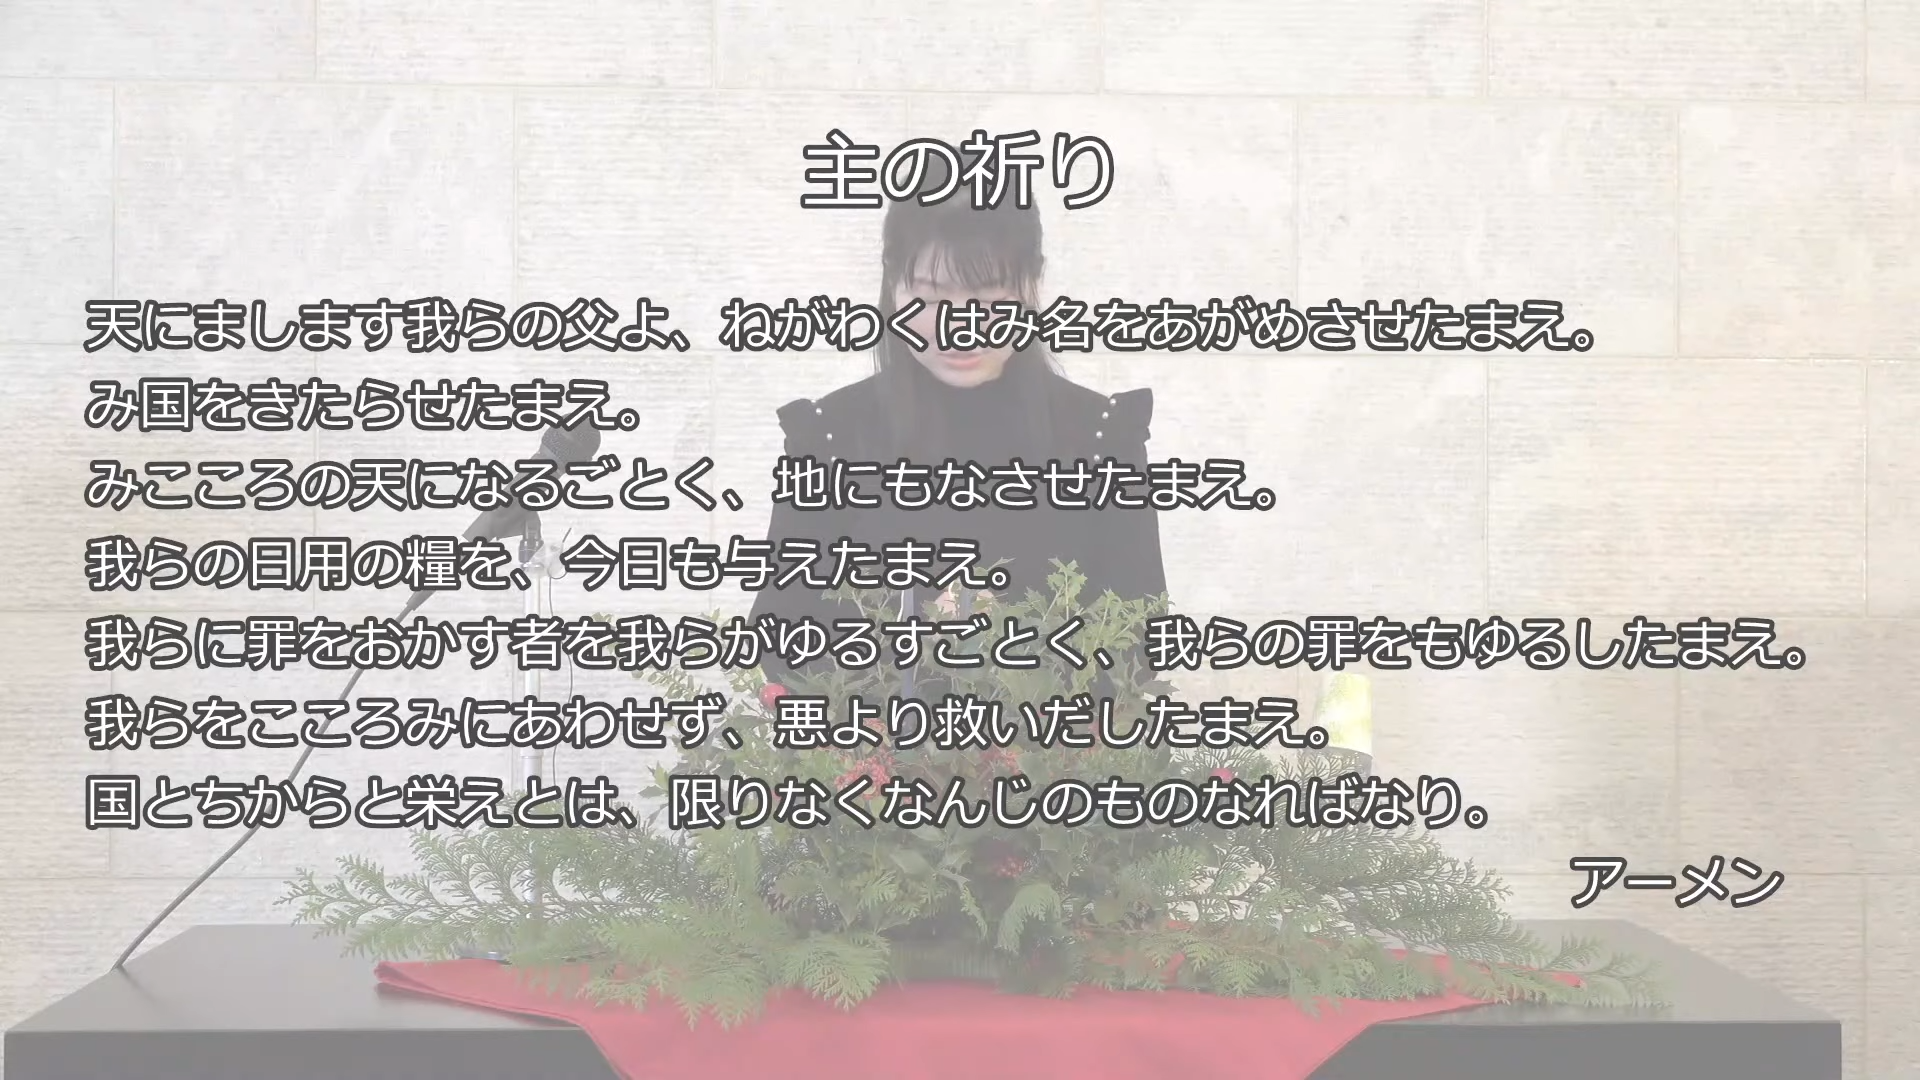 主の祈り
天にまします我らの父よ、ねがわくはみ名をあがめさせたまえ。
み国をきたらせたまえ。
みこころの天になるごとく、地にもなさせたまえ。
我らの日用の糧を、今日も与えたまえ。
我らに罪をおかす者を我らがゆるすごとく、我らの罪をもゆるしたまえ。
我らをこころみにあわせず、悪より救いだしたまえ。
国とちからと栄えとは、限りなくなんじのものなればなり。
アーメン